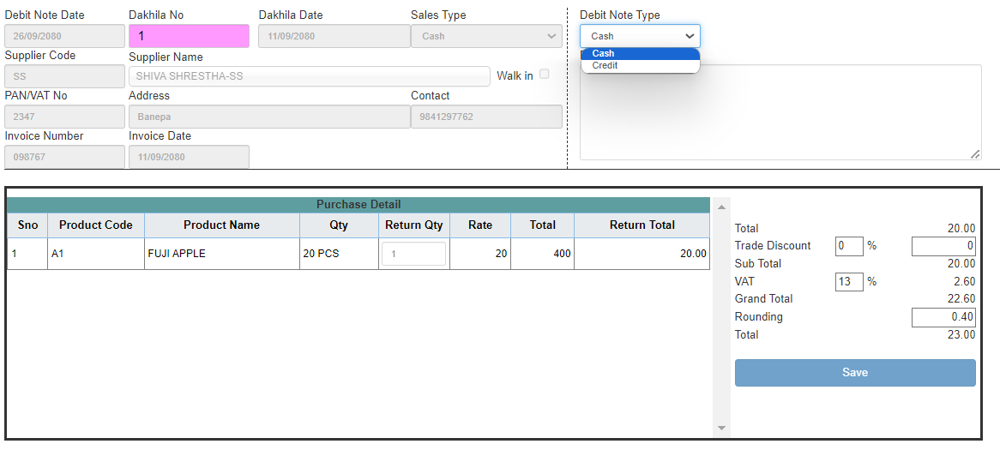 Debit Note Date Dakhila No Dakhila Date Sales Type Debit Note Type
26/09/2080 1 11/09/2080 Cash Cash
Cash
Credit
Supplier Code Supplier Name
SS SHIVA SHRESTHA-SS Walk in
PAN/VAT No Address Contact
2347 Banepa 9841297762
Invoice Number Invoice Date
098767 11/09/2080
Purchase Detail
Sno Product Code Product Name Qty Return Qty Rate Total Return Total
1 A1 FUJI APPLE 20 PCS 1 20 400 20.00
Total 20.00
Trade Discount 0 % 0
Sub Total 20.00
VAT 13 % 2.60
Grand Total 22.60
Rounding 0.40
Total 23.00
Save